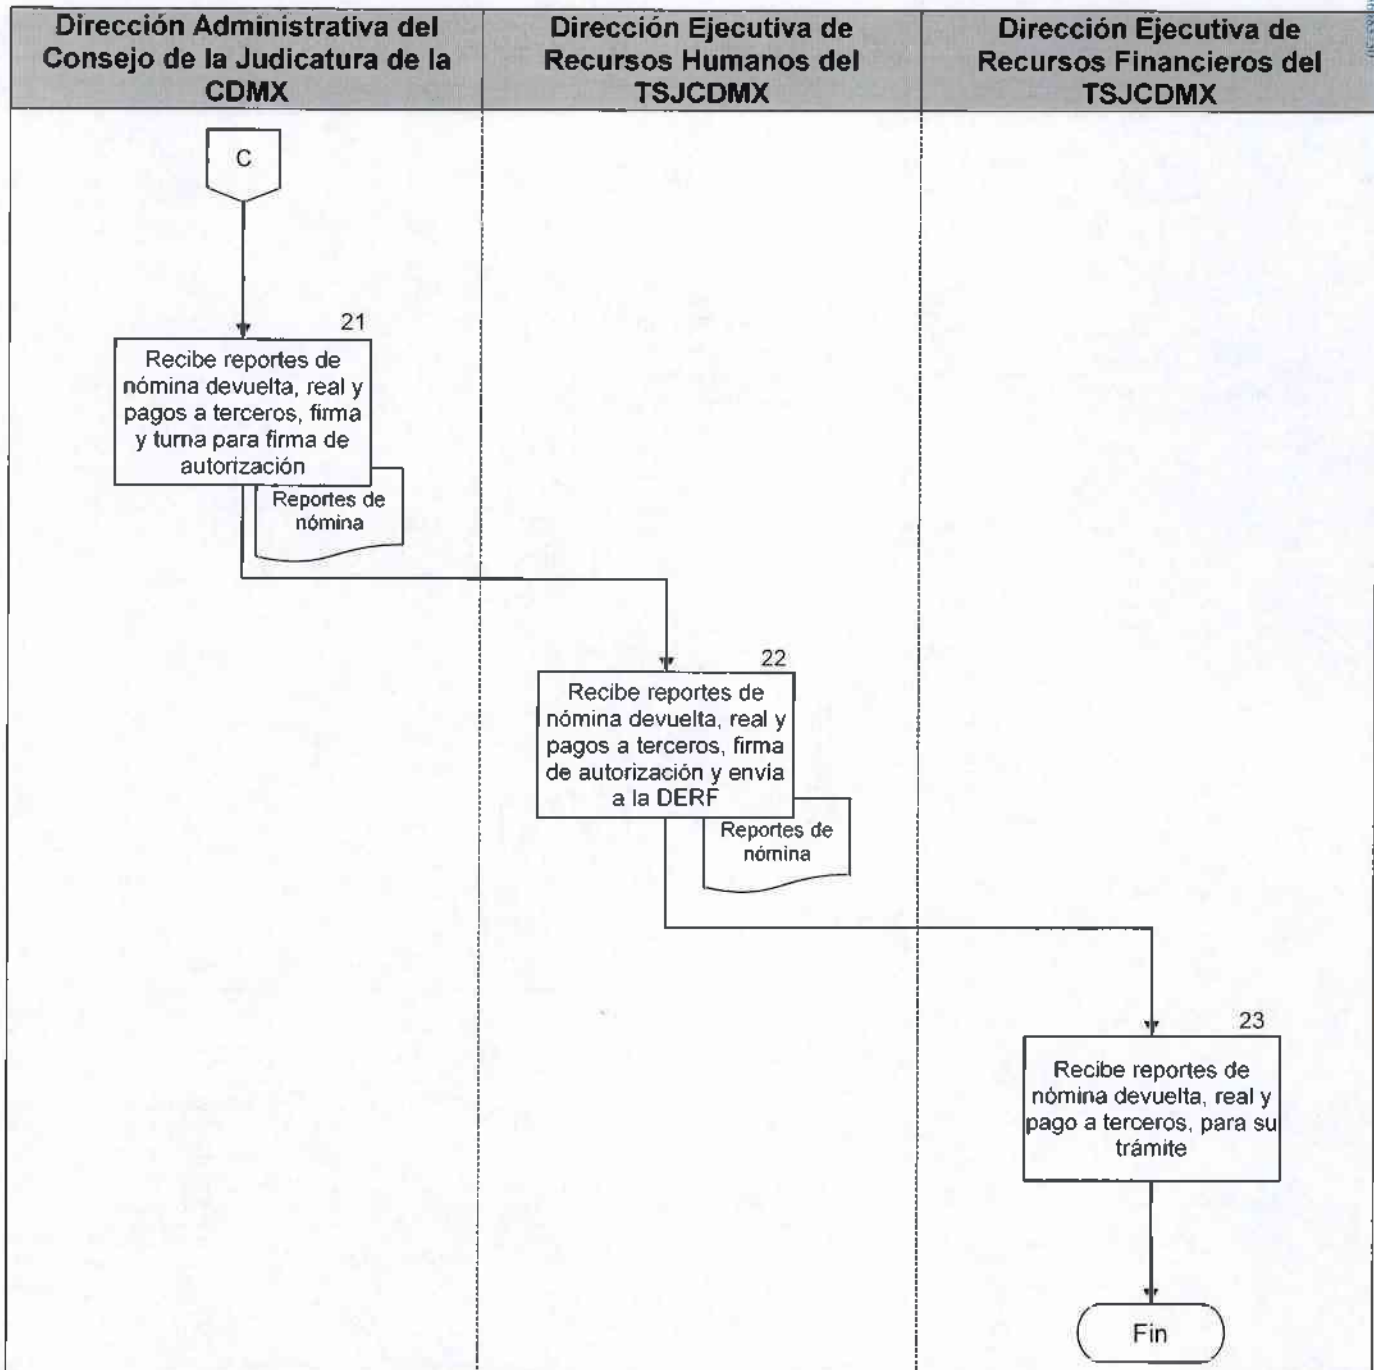 Dirección Administrativa del
Consejo de la Judicatura de la
CDMX
Dirección Ejecutiva de
Recursos Humanos del
TSJCDMX
Dirección Ejecutiva de
Recursos Financieros del
TSJCDMX
C
21
Recibe reportes de
nómina devuelta, real y
pagos a terceros, firma
y turna para firma de
autorización
Reportes de
nómina
22
Recibe reportes de
nómina devuelta, real y
pagos a terceros, firma
de autorización y envía
a la DERF
Reportes de
nómina
23
Recibe reportes de
nómina devuelta, real y
pago a terceros, para su
trámite
Fin